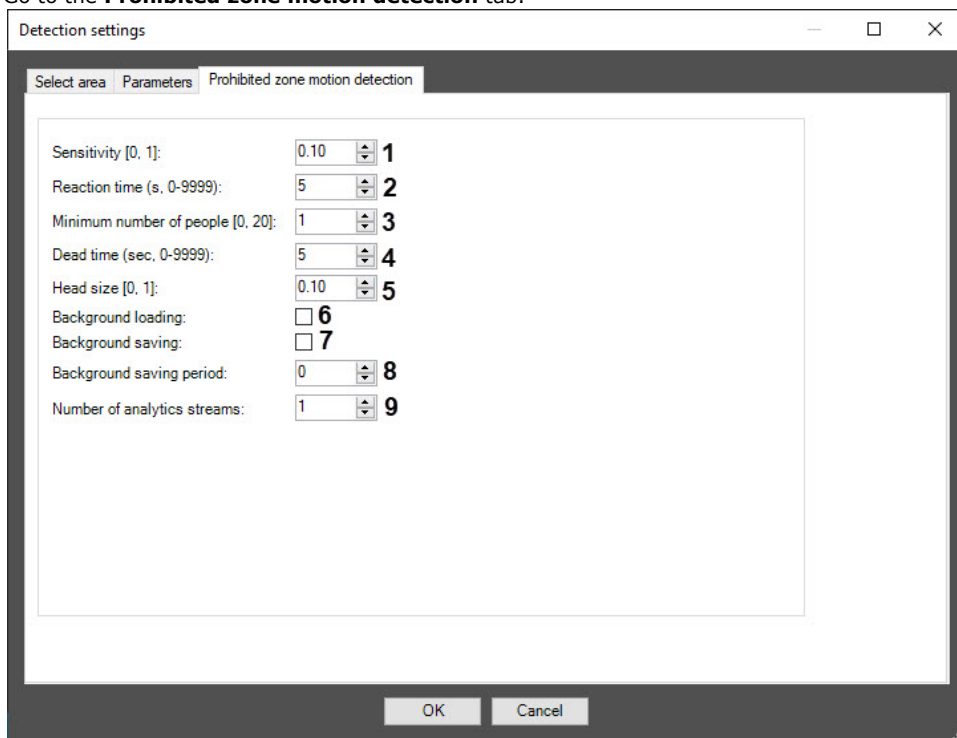 Go to the Prohibited zone motion detection tab.
Detection settings
Select area Parameters Prohibited zone motion detection
Sensitivity [0, 1]: 0.10 1
Reaction time (s, 0-9999): 5 2
Minimum number of people [0, 20]: 1 3
Dead time (sec, 0-9999): 5 4
Head size [0, 1]: 0.10 5
Background loading: 6
Background saving: 7
Background saving period: 0 8
Number of analytics streams: 1 9
OK Cancel